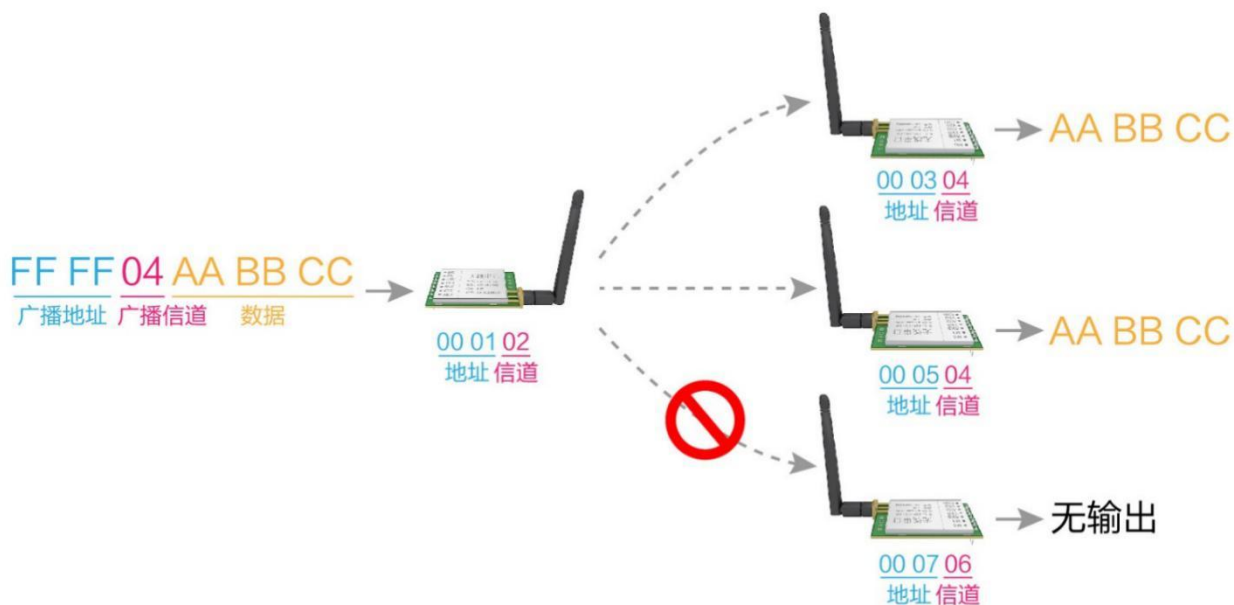 AA BB CC
00 03 04
地址 信道
FF FF 04 AA BB CC
广播地址 广播信道 数据
00 01 02
地址 信道
AA BB CC
00 05 04
地址 信道
无输出
00 07 06
地址 信道